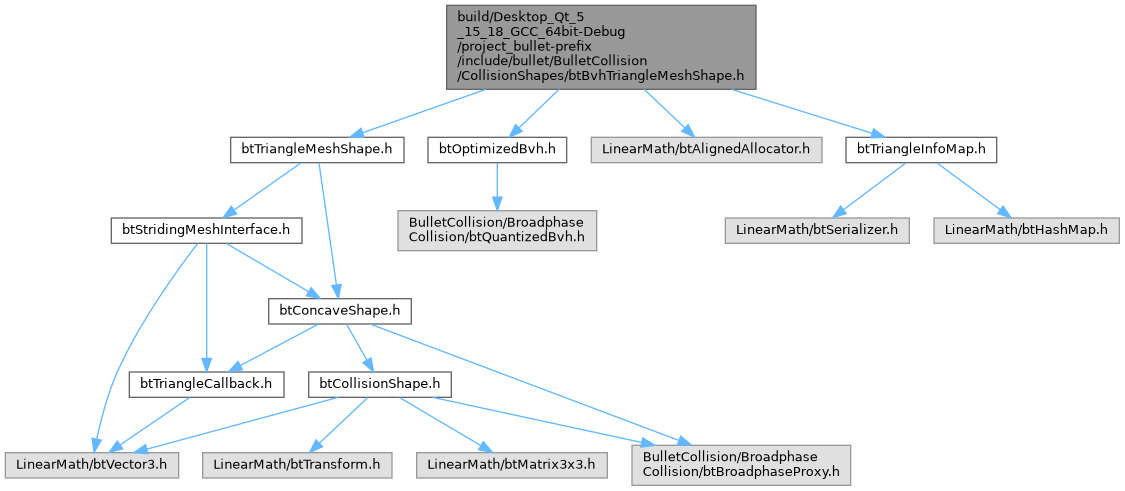 build/Desktop_Qt_5
_15_18_GCC_64bit-Debug
/project_bullet-prefix
/include/bullet/BulletCollision
/CollisionShapes/btBvhTriangleMeshShape.h
btTriangleMeshShape.h
btOptimizedBvh.h
LinearMath/btAlignedAllocator.h
btTriangleInfoMap.h
btStridingMeshInterface.h
BulletCollision/Broadphase
Collision/btQuantizedBvh.h
LinearMath/btSerializer.h
LinearMath/btHashMap.h
btConcaveShape.h
btTriangleCallback.h
btCollisionShape.h
LinearMath/btVector3.h
LinearMath/btTransform.h
LinearMath/btMatrix3x3.h
BulletCollision/Broadphase
Collision/btBroadphaseProxy.h